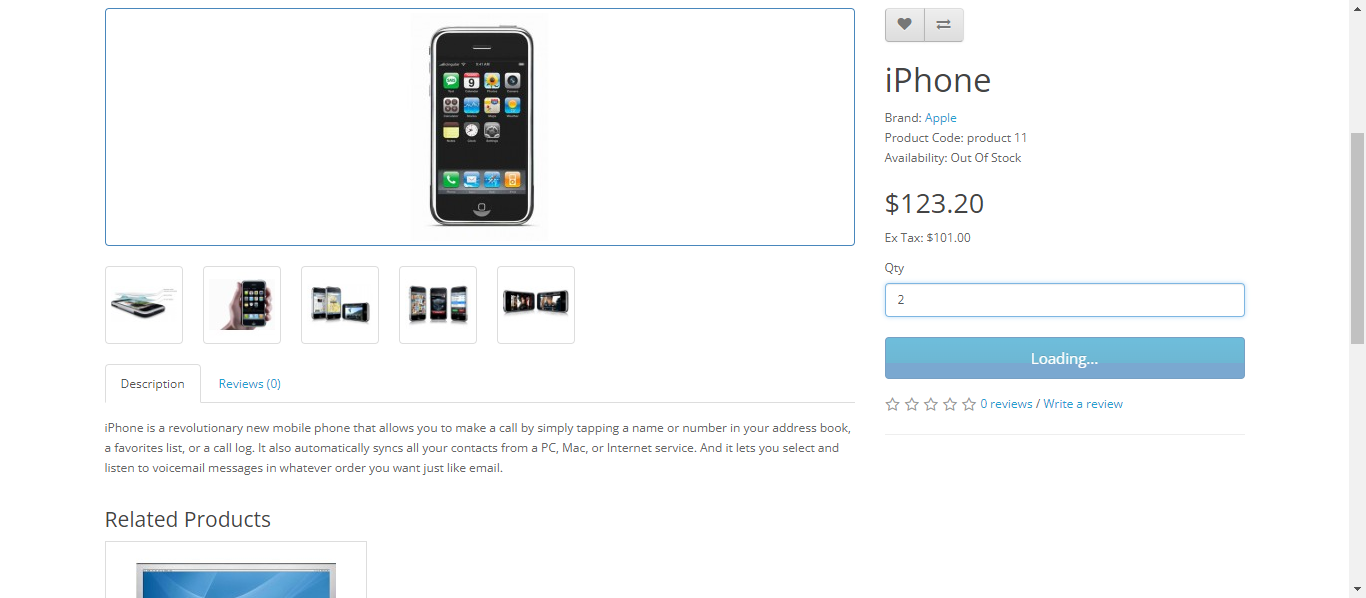 iPhone
Brand: Apple
Product Code: product 11
Availability: Out Of Stock
$123.20
Ex Tax: $101.00
Qty
2
Loading...
0 reviews / Write a review
Description
Reviews (0)
iPhone is a revolutionary new mobile phone that allows you to make a call by simply tapping a name or number in your address book,
a favorites list, or a call log. It also automatically syncs all your contacts from a PC, Mac, or Internet service. And it lets you select and
listen to voicemail messages in whatever order you want just like email.
Related Products